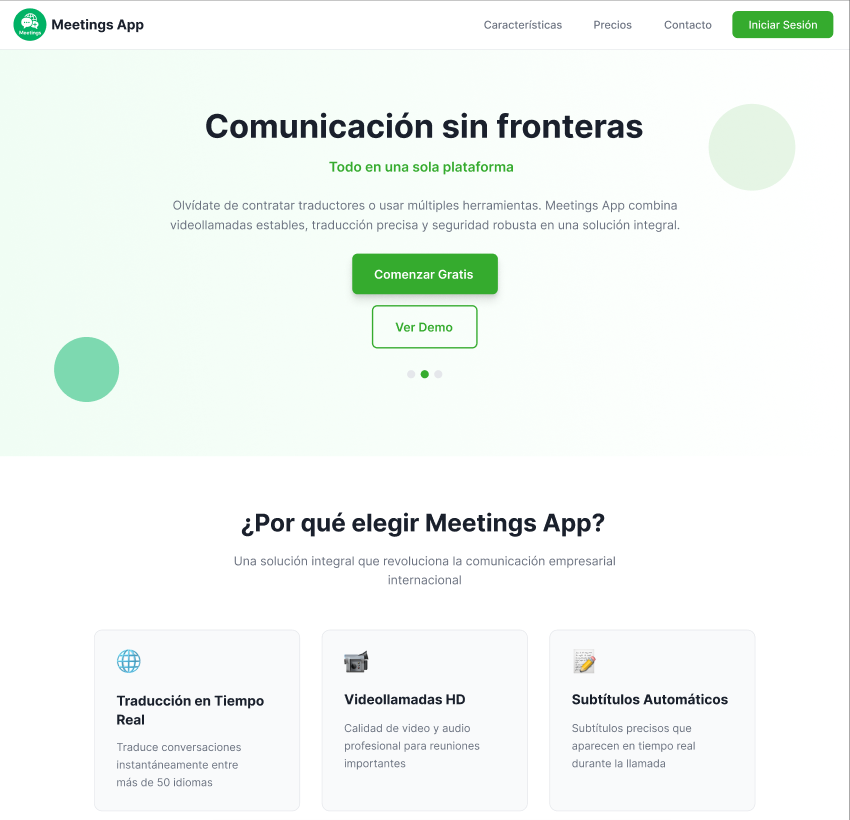 Meetings
Meetings App
Características
Precios
Contacto
Iniciar Sesión
Comunicación sin fronteras
Todo en una sola plataforma
Olvídate de contratar traductores o usar múltiples herramientas. Meetings App combina
videollamadas estables, traducción precisa y seguridad robusta en una solución integral.
Comenzar Gratis
Ver Demo
¿Por qué elegir Meetings App?
Una solución integral que revoluciona la comunicación empresarial
internacional
Traducción en Tiempo
Real
Traduce conversaciones
instantáneamente entre
más de 50 idiomas
Videollamadas HD
Calidad de video y audio
profesional para reuniones
importantes
Subtítulos Automáticos
Subtítulos precisos que
aparecen en tiempo real
durante la llamada